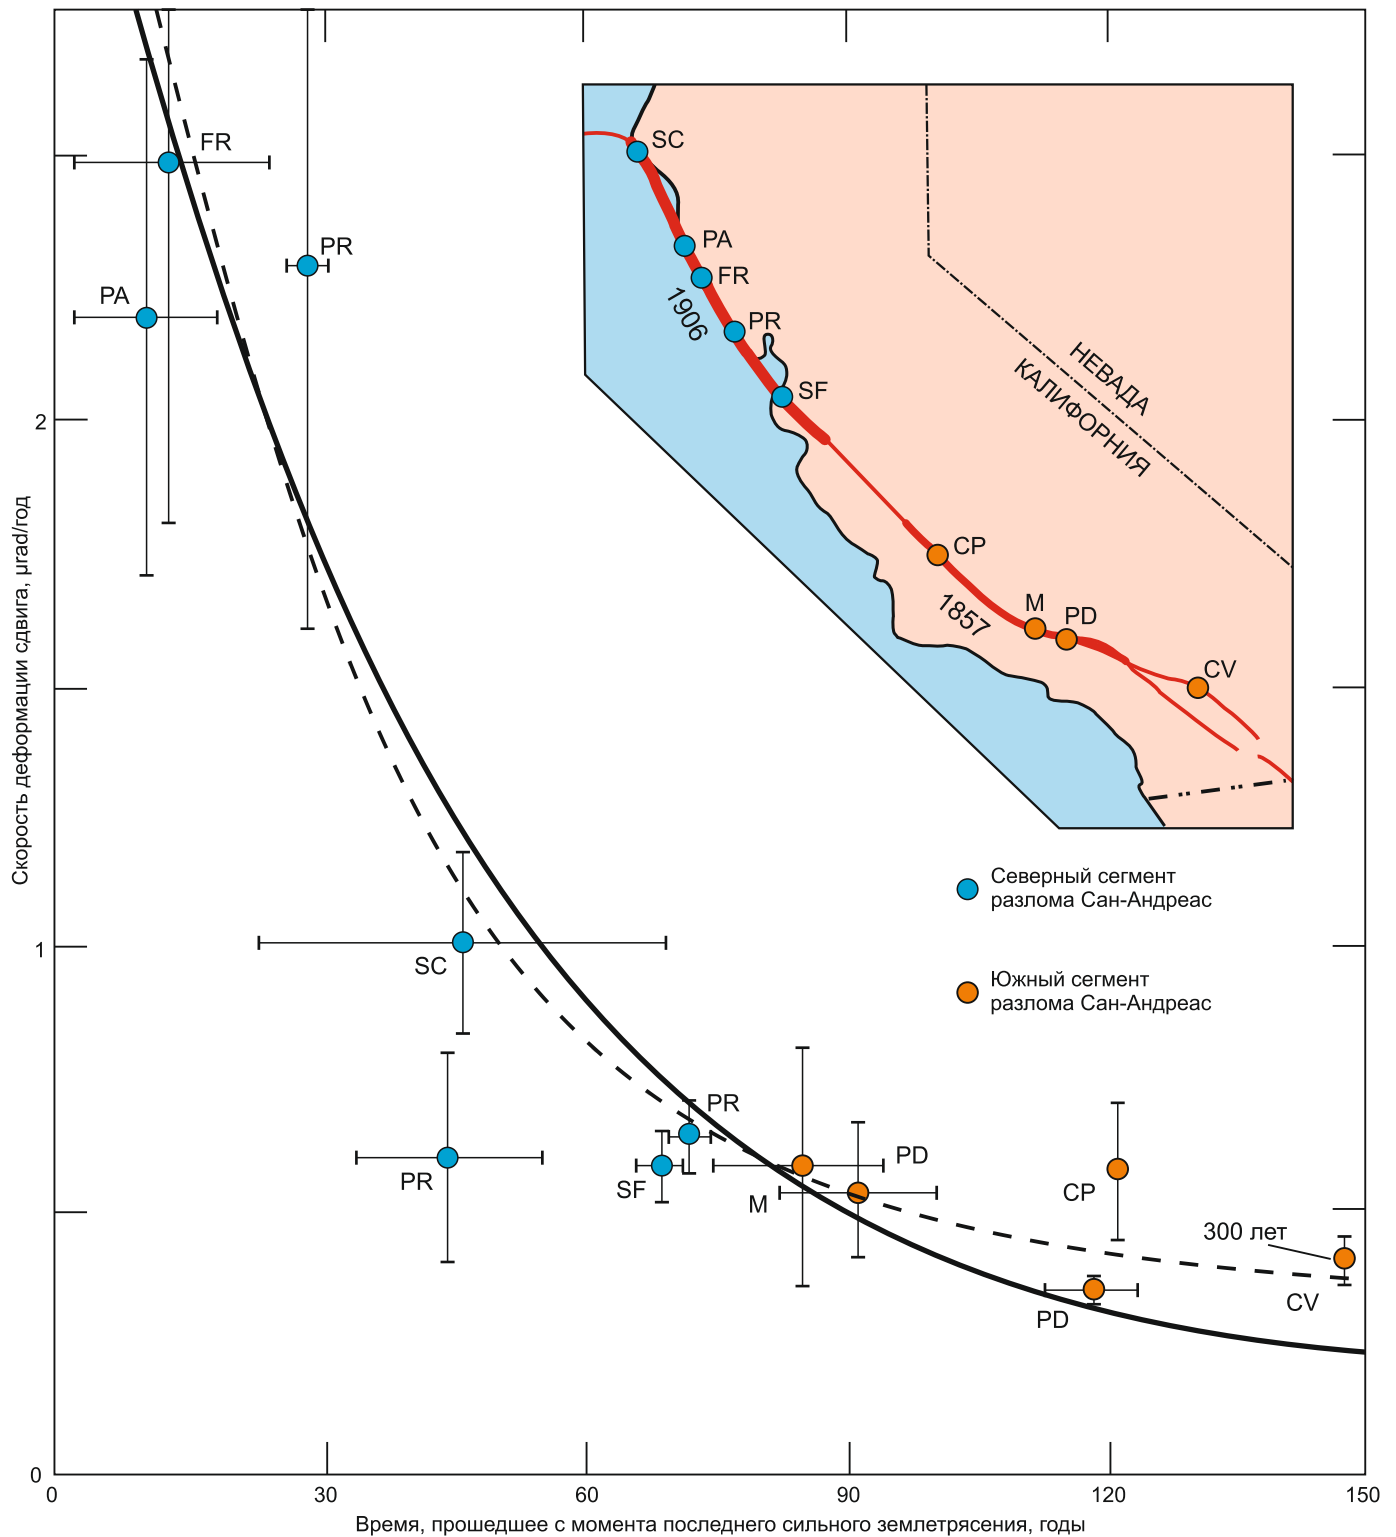 FR
PR
PA
2
1
0
Скорость деформации сдвига, µrad/год
SC
PA
FR
1906
PR
SF
НЕВАДА
КАЛИФОРНИЯ
CP
1857
M
PD
CV
Северный сегмент
разлома Сан-Андреас
Южный сегмент
разлома Сан-Андреас
SC
PR
PR
SF
M
PD
CP
300 лет
CV
PD
0
30
60
90
120
150
Время, прошедшее с момента последнего сильного землетрясения, годы